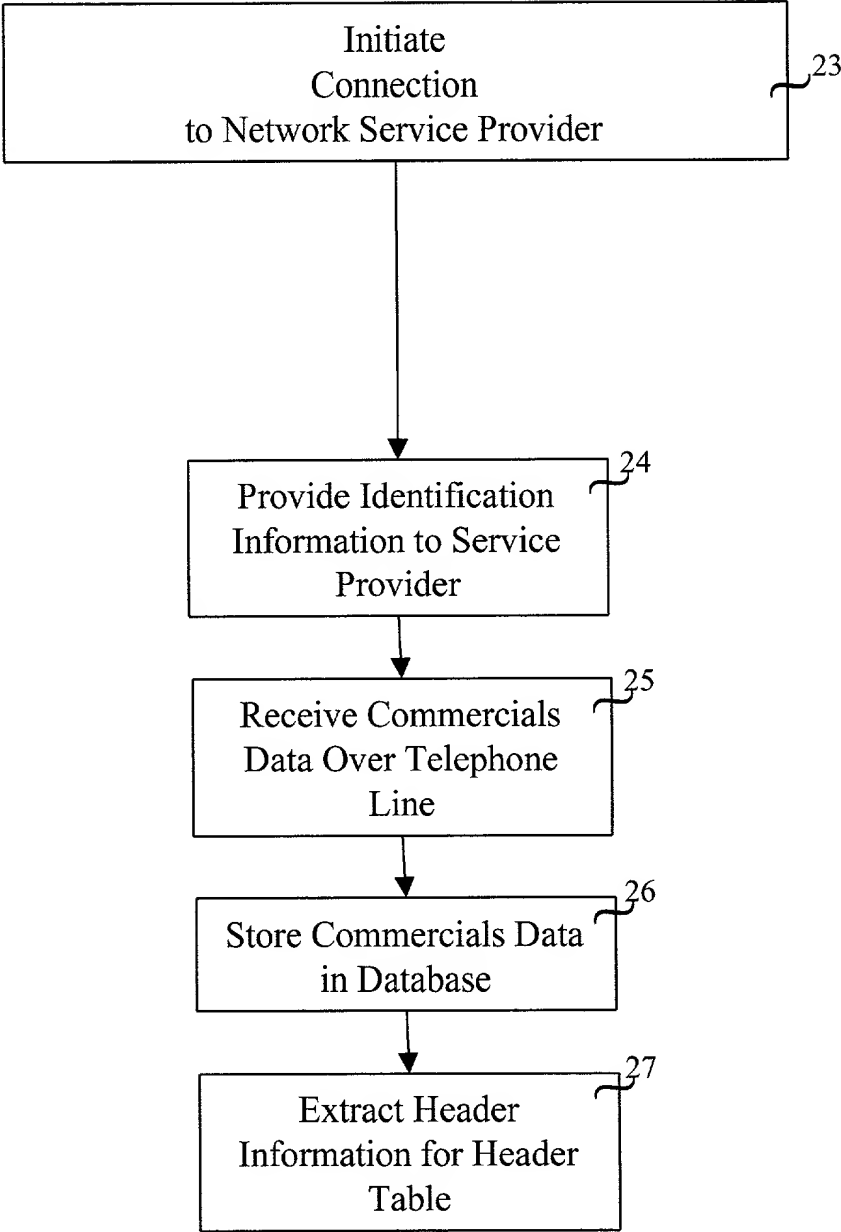 Initiate
Connection
to Network Service Provider
23
24
Provide Identification
Information to Service
Provider
25
Receive Commercials
Data Over Telephone
Line
26
Store Commercials Data
in Database
27
Extract Header
Information for Header
Table